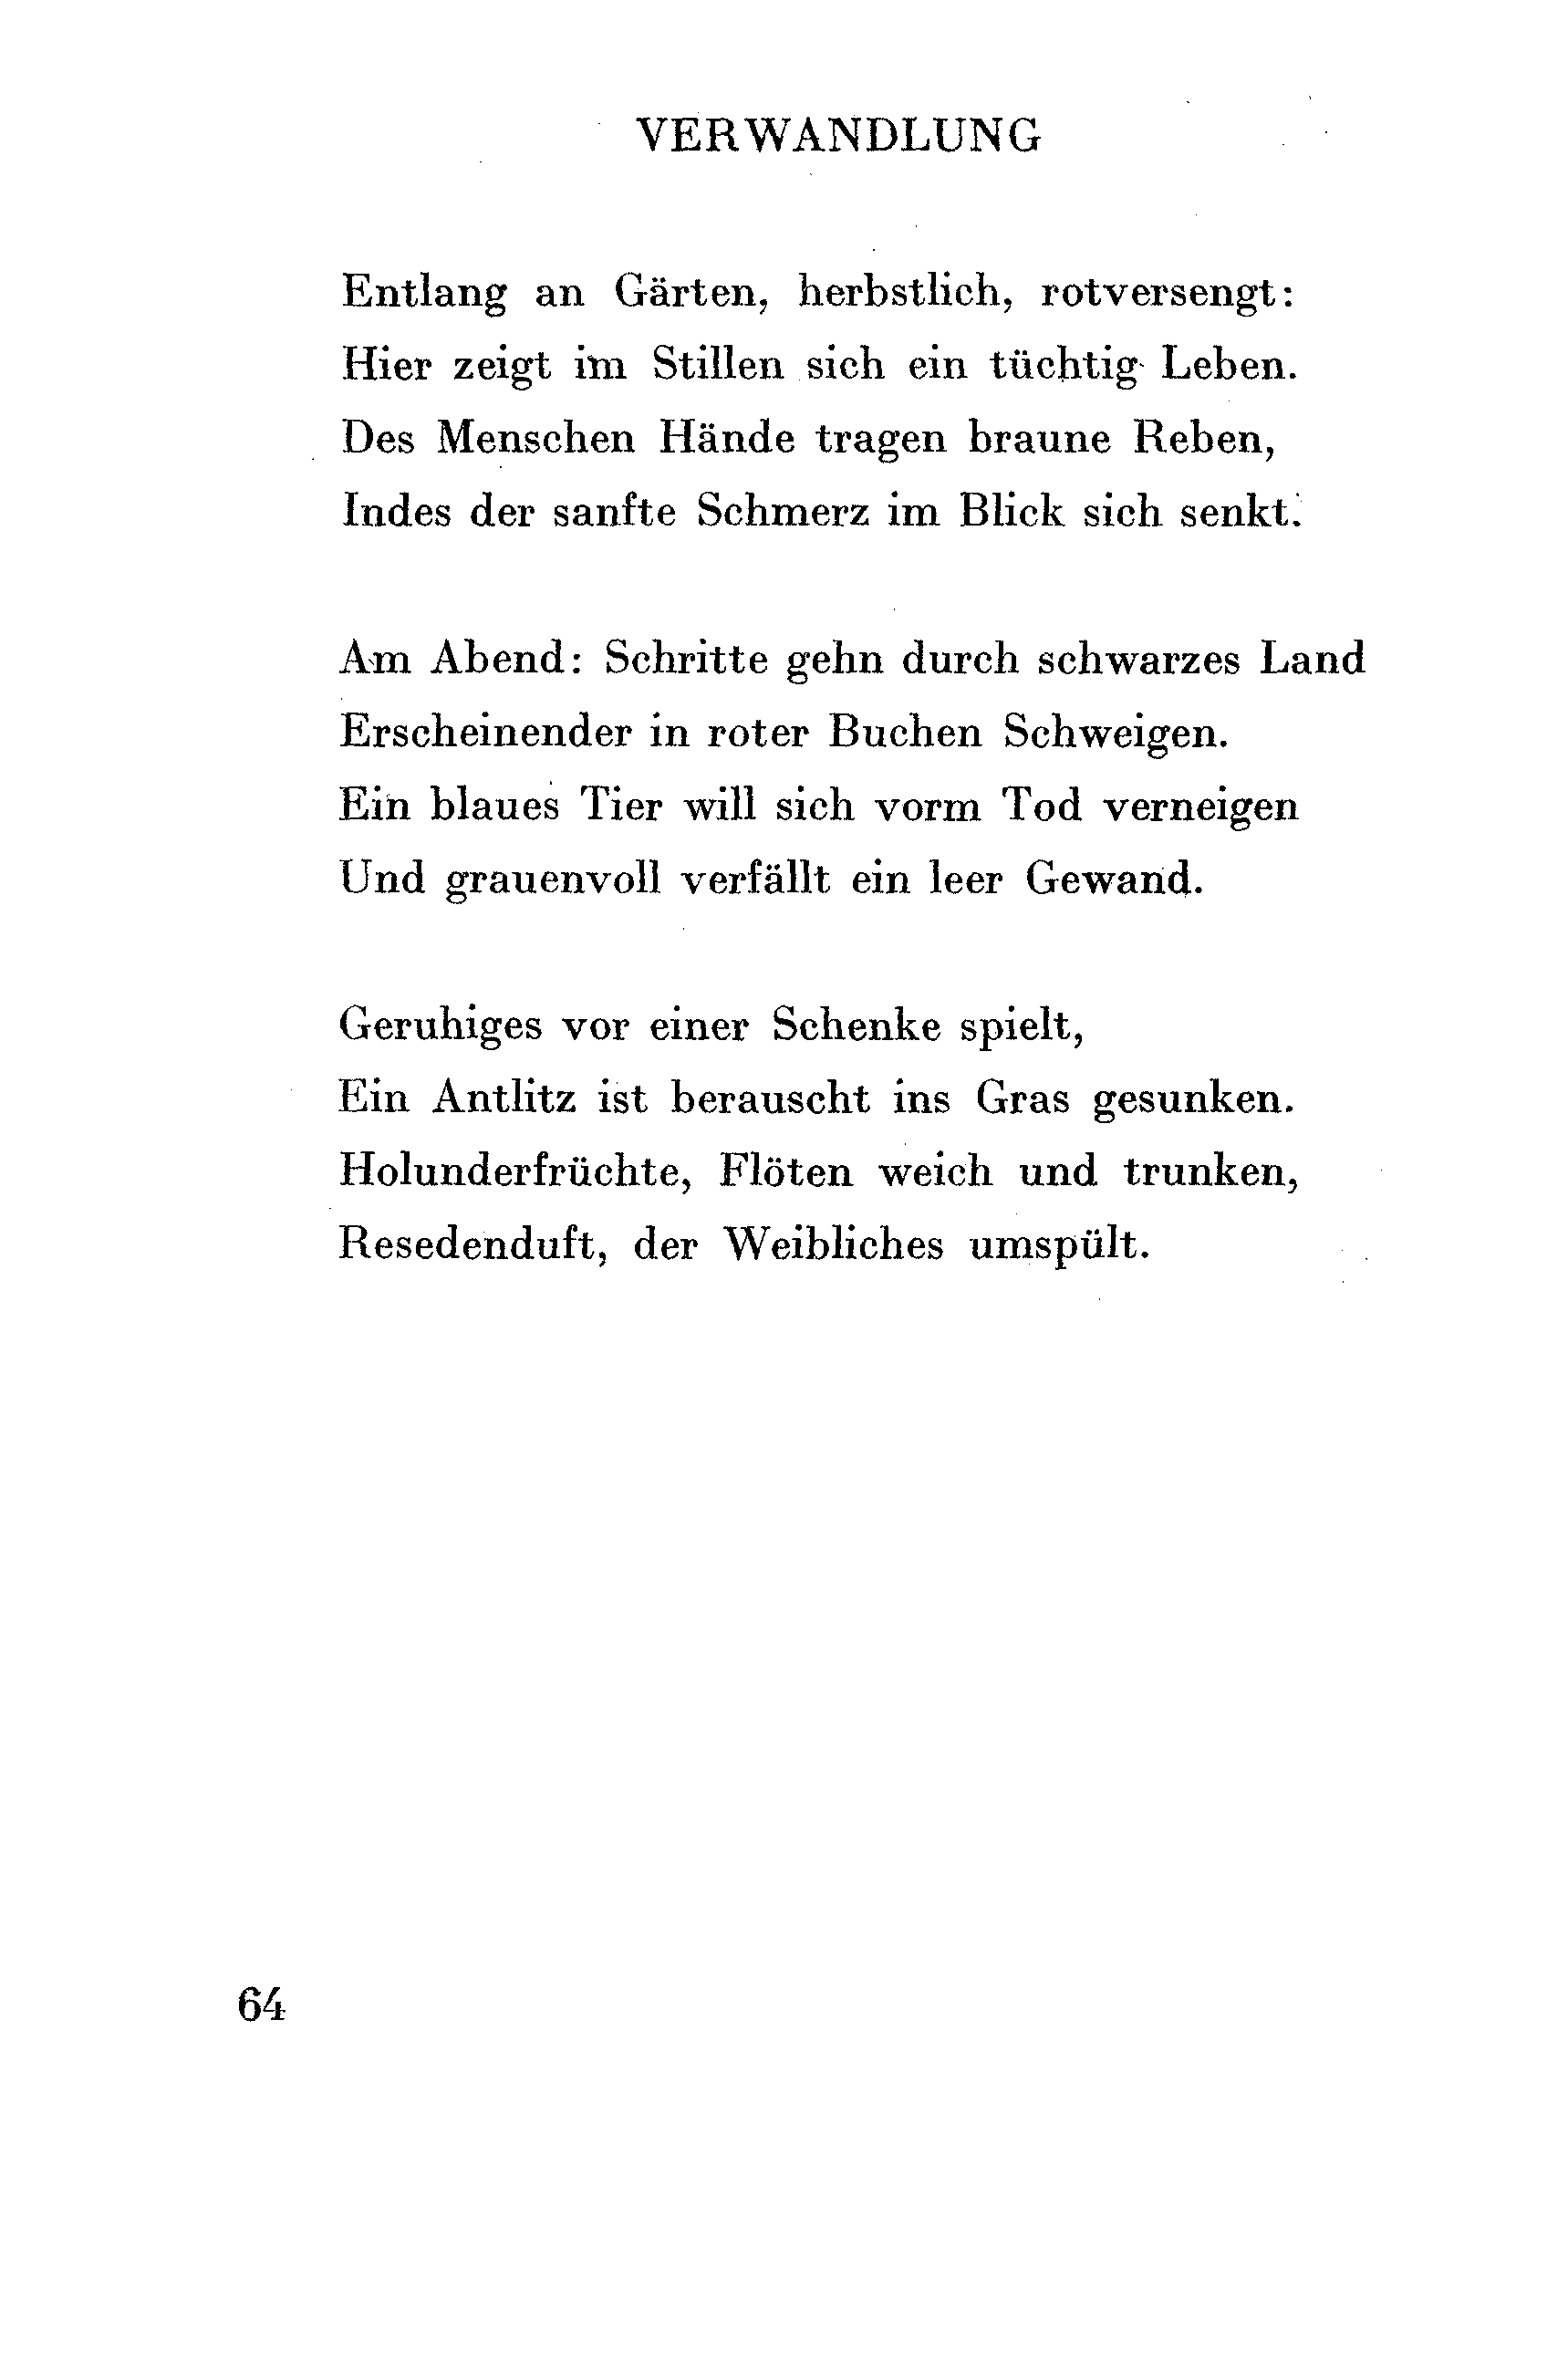 VERWANDLUNG
Entlang an Gärten, herbstlich, rotversengt:
Hier zeigt im Stillen sich ein tüchtig Leben.
Des Menschen Hände tragen braune Reben,
Indes der sanfte Schmerz im Blick sich senkt.
Am Abend: Schritte gehn durch schwarzes Land
Erscheinender in roter Buchen Schweigen.
Ein blaues Tier will sich vorm Tod verneigen
Und grauenvoll verfällt ein leer Gewand.
Geruhiges vor einer Schenke spielt,
Ein Antlitz ist berauscht ins Gras gesunken.
Holunderfrüchte, Flöten weich und trunken,
Resedenduft, der Weibliches umspült.
64